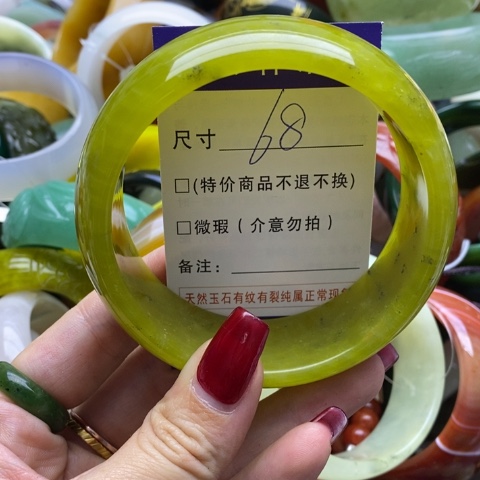 尺寸 68
□(特价商品不退不换)
□微瑕(介意勿拍)
备注:
天然玉石有纹有裂纯属正常现